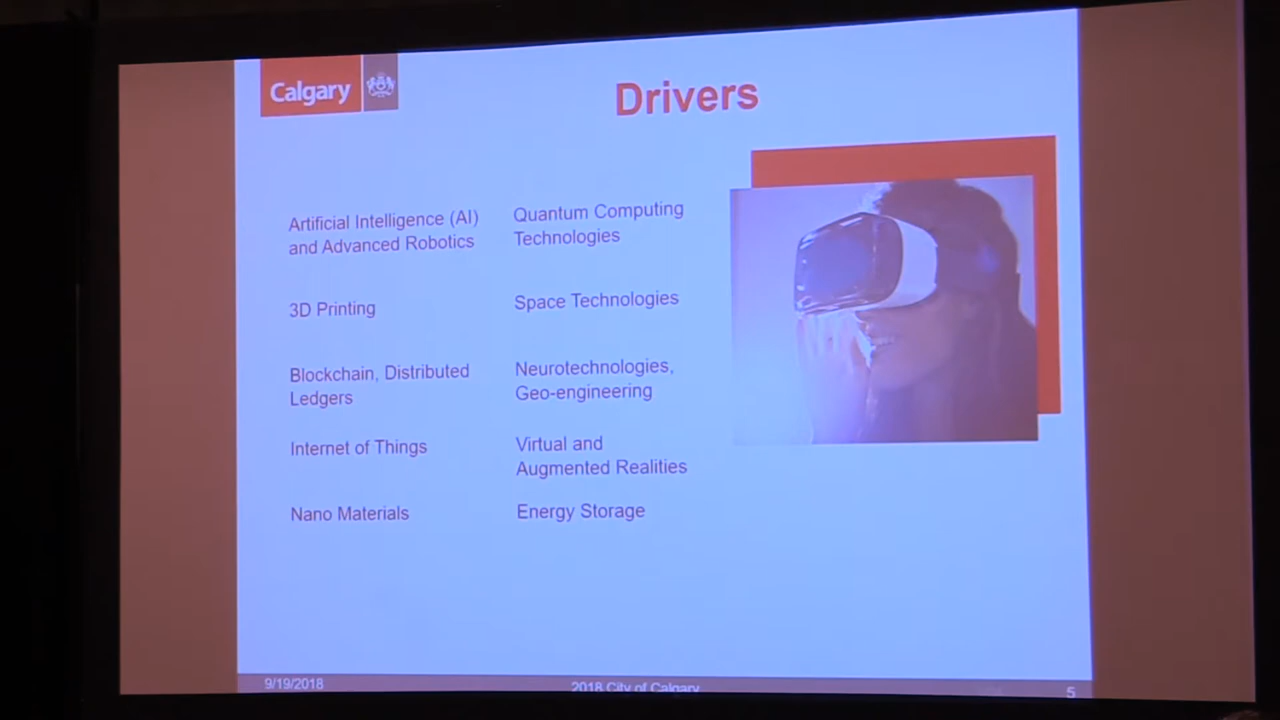 Calgary
Drivers
Artificial Intelligence (AI)
and Advanced Robotics
3D Printing
Blockchain, Distributed
Ledgers
Internet of Things
Nano Materials
Quantum Computing
Technologies
Space Technologies
Neurotechnologies,
Geo-engineering
Virtual and
Augmented Realities
Energy Storage
9/19/2018
2018 City of Calgary
5